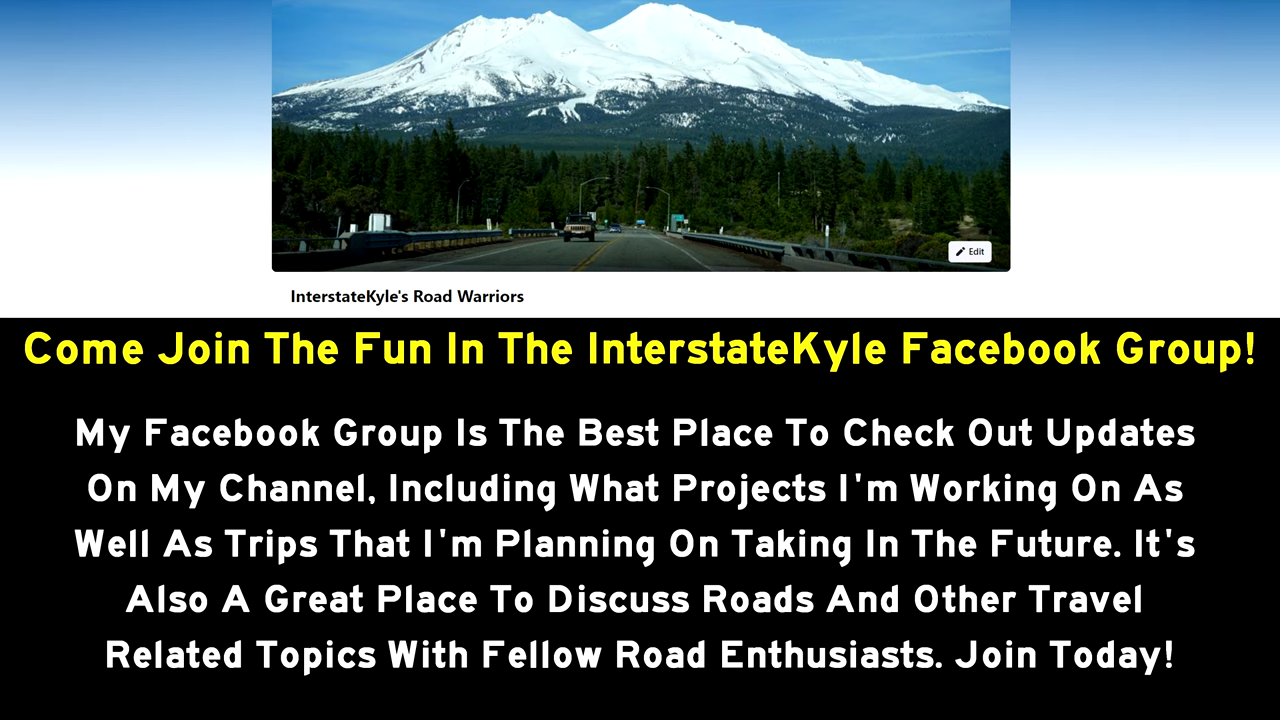 Edit
InterstateKyle's Road Warriors
Come Join The Fun In The InterstateKyle Facebook Group!
My Facebook Group Is The Best Place To Check Out Updates
On My Channel, Including What Projects I'm Working On As
Well As Trips That I'm Planning On Taking In The Future. It's
Also A Great Place To Discuss Roads And Other Travel
Related Topics With Fellow Road Enthusiasts. Join Today!